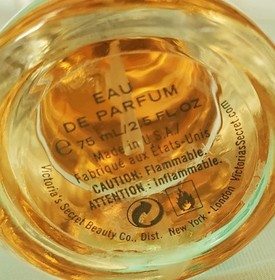 EAU
DE PARFUM
℮ 75 mL/2.5 FL OZ
Made in U.S.A/
Fabriqué aux États-Unis
CAUTION: Flammable.
ATTENTION : Inflammable.
Victoria's Secret Beauty Co., Dist. New York - London VictoriasSecret.com